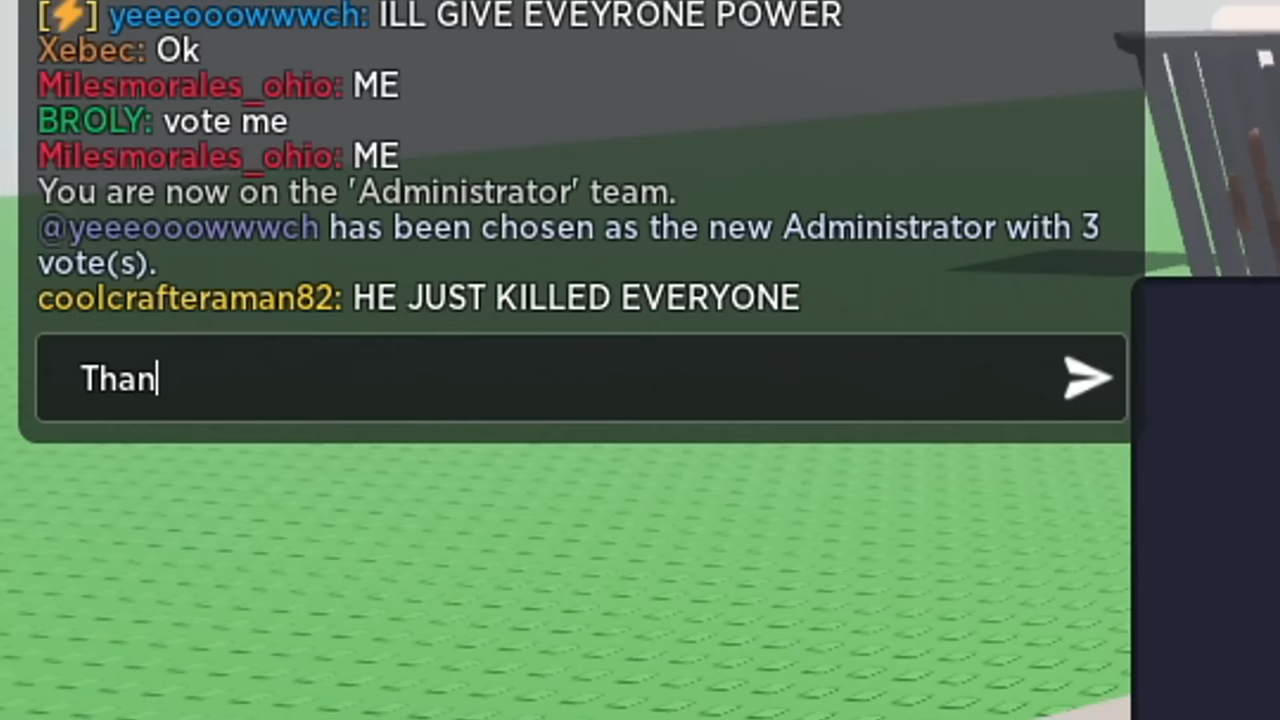 [⚡] yeeeooowwwch: ILL GIVE EVEYRONE POWER
Xebec: Ok
Milesmorales_ohio: ME
BROLY: vote me
Milesmorales_ohio: ME
You are now on the 'Administrator' team.
@yeeeooowwwch has been chosen as the new Administrator with 3
vote(s).
coolcrafteraman82: HE JUST KILLED EVERYONE
Than